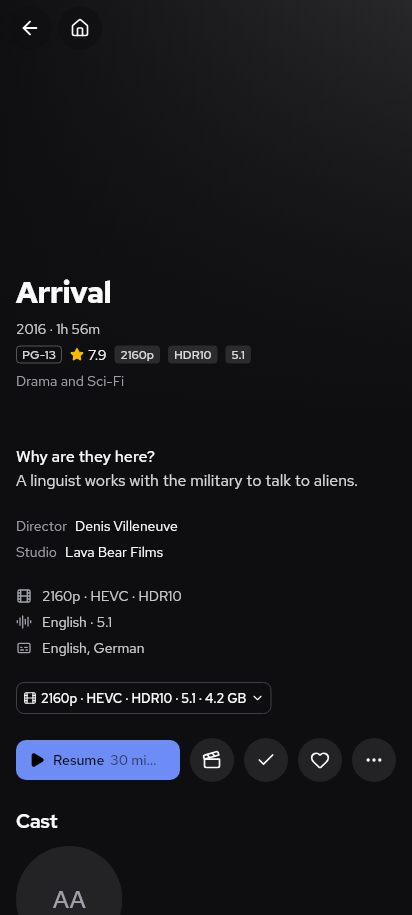 Arrival
2016 · 1h 56m
PG-13 7.9 2160p HDR10 5.1
Drama and Sci-Fi
Why are they here?
A linguist works with the military to talk to aliens.
Director Denis Villeneuve
Studio Lava Bear Films
2160p · HEVC · HDR10
English · 5.1
English, German
2160p · HEVC · HDR10 · 5.1 · 4.2 GB
Resume 30 mi...
Cast
AA